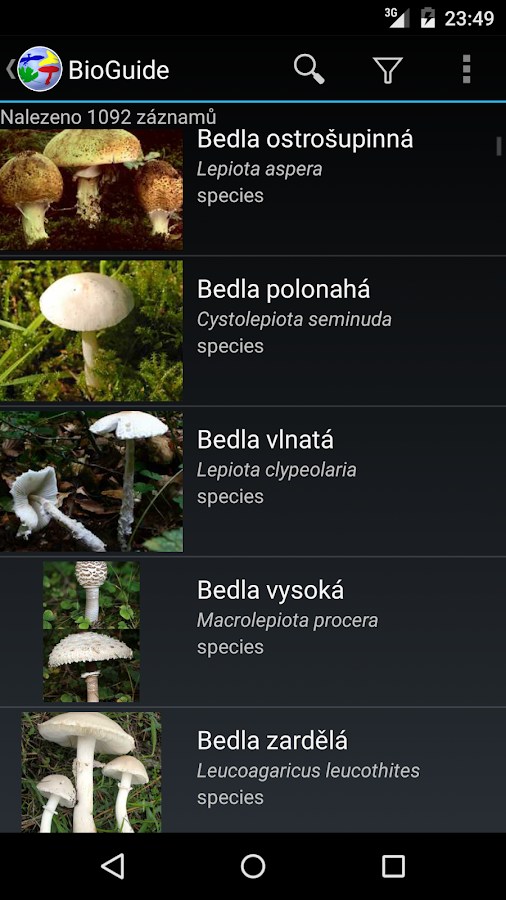 3G 23:49
BioGuide
Nalezeno 1092 záznamů
Bedla ostrošupinná
Lepiota aspera
species
Bedla polonahá
Cystolepiota seminuda
species
Bedla vlnatá
Lepiota clypeolaria
species
Bedla vysoká
Macrolepiota procera
species
Bedla zardělá
Leucoagaricus leucothites
species